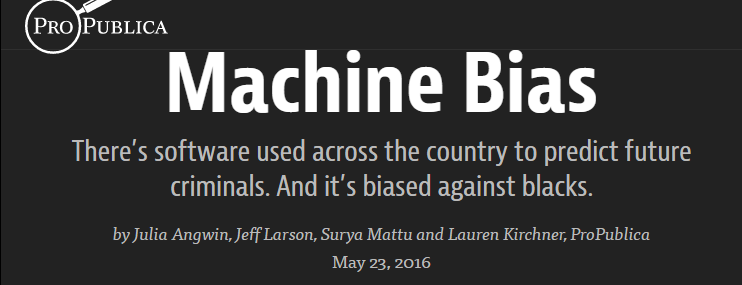 PROPUBLICA
Machine Bias
There’s software used across the country to predict future
criminals. And it’s biased against blacks.
by Julia Angwin, Jeff Larson, Surya Mattu and Lauren Kirchner, ProPublica
May 23, 2016